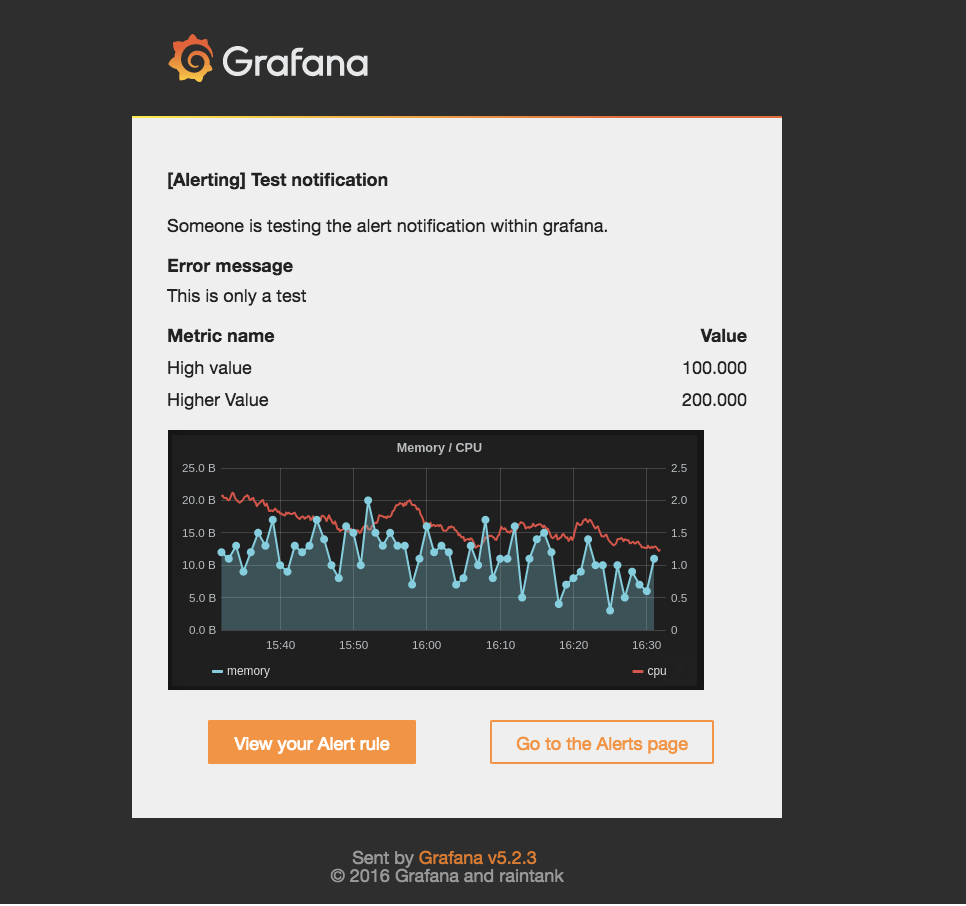 Grafana
[Alerting] Test notification
Someone is testing the alert notification within grafana.
Error message
This is only a test
Metric name Value
High value 100.000
Higher Value 200.000
Memory / CPU
25.0 B 2.5
20.0 B 2.0
15.0 B 1.5
10.0 B 1.0
5.0 B 0.5
0.0 B 0
15:40 15:50 16:00 16:10 16:20 16:30
memory cpu
View your Alert rule Go to the Alerts page
Sent by Grafana v5.2.3
© 2016 Grafana and raintank